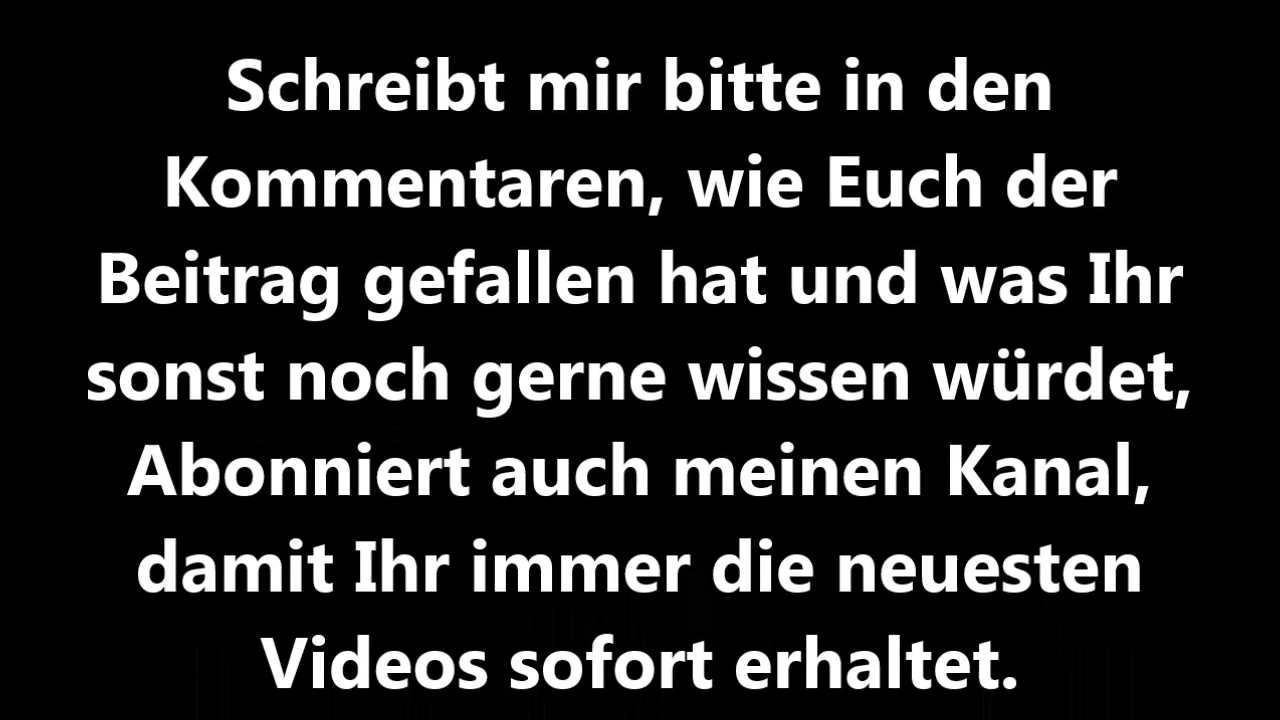 Schreibt mir bitte in den
Kommentaren, wie Euch der
Beitrag gefallen hat und was Ihr
sonst noch gerne wissen würdet,
Abonniert auch meinen Kanal,
damit Ihr immer die neuesten
Videos sofort erhaltet.